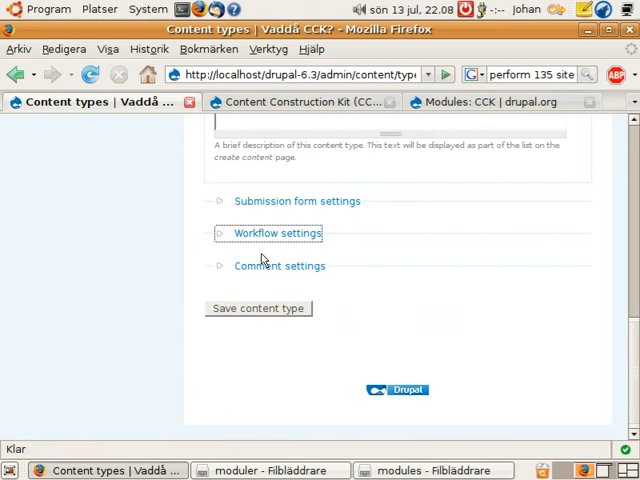 Program Platser System sön 13 jul, 22.08 -:-- Johan
Content types | Vaddå CCK? - Mozilla Firefox
Arkiv Redigera Visa Historik Bokmärken Verktyg Hjälp
http://localhost/drupal-6.3/admin/content/type perform 135 site ABP
Content types | Vaddå ... Content Construction Kit (CC... Modules: CCK | drupal.org
A brief description of this content type. This text will be displayed as part of the list on the
create content page.
Submission form settings
Workflow settings
Comment settings
Save content type
Drupal
Klar
Content types | Vaddå ... moduler - Filbläddrare modules - Filbläddrare